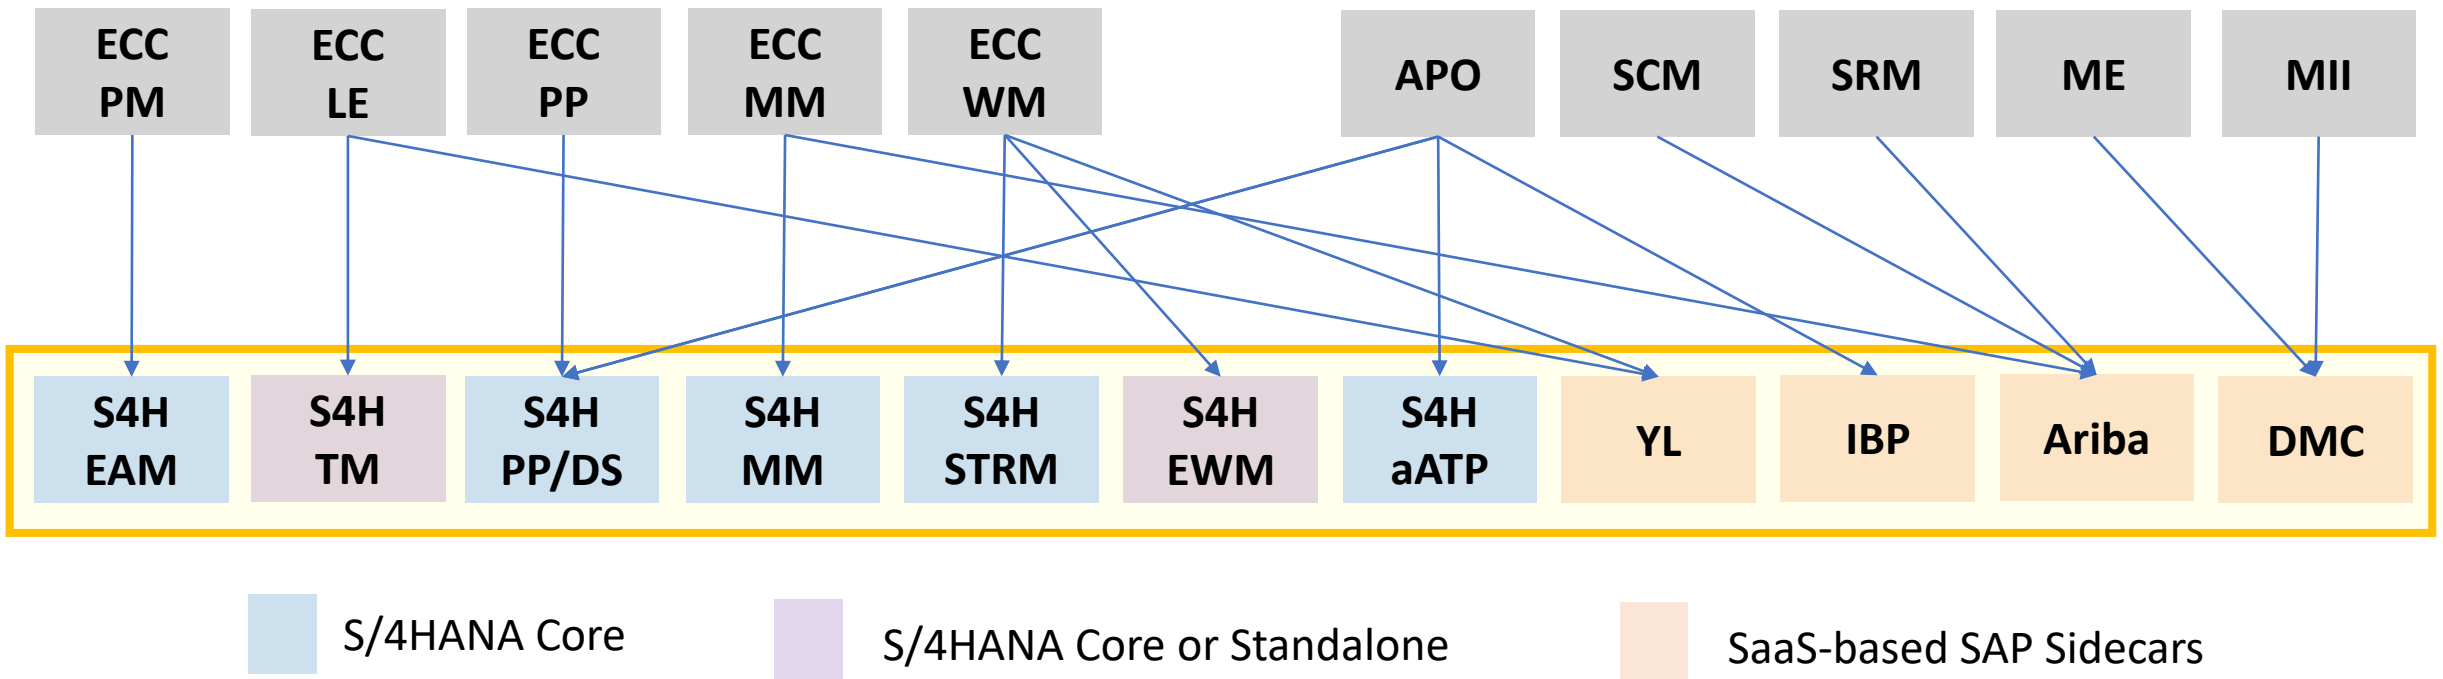 ECC
PM
ECC
LE
ECC
PP
ECC
MM
ECC
WM
APO
SCM
SRM
ME
MII
S4H
EAM
S4H
TM
S4H
PP/DS
S4H
MM
S4H
STRM
S4H
EWM
S4H
aATP
YL
IBP
Ariba
DMC
S/4HANA Core
S/4HANA Core or Standalone
SaaS-based SAP Sidecars